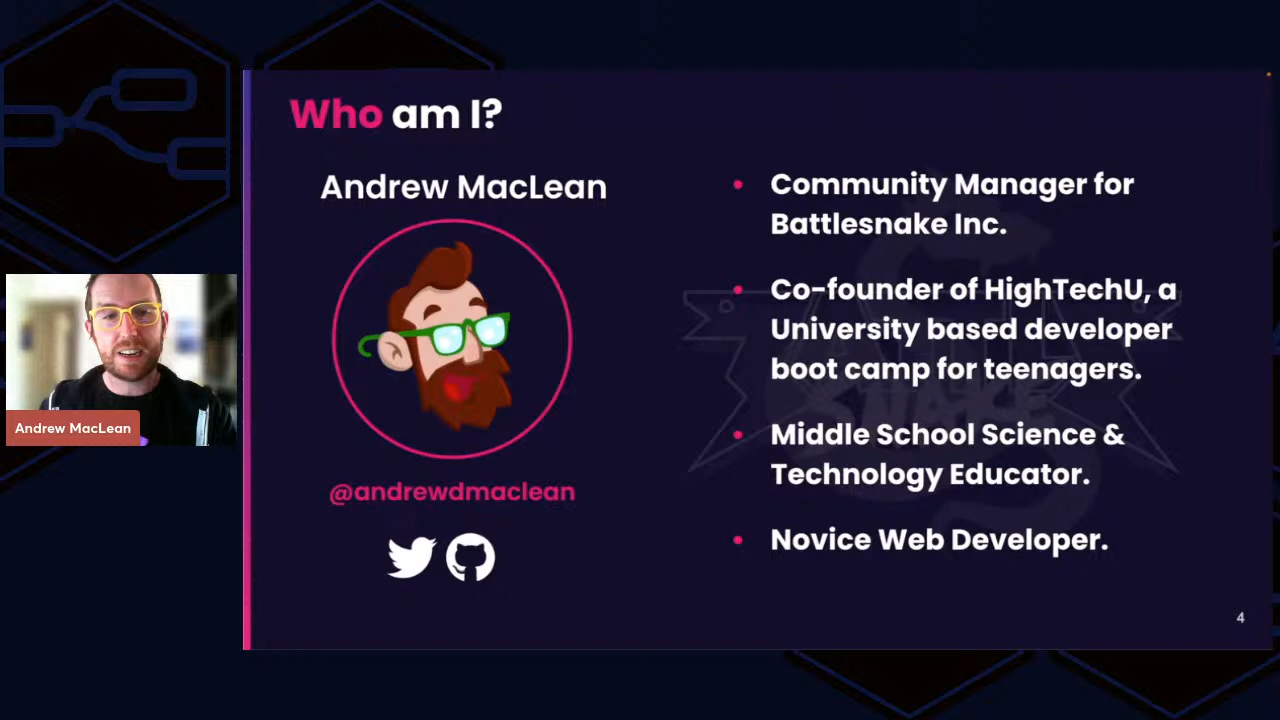 Who am I?
Andrew MacLean
@andrewdmaclean
• Community Manager for
Battlesnake Inc.
• Co-founder of HighTechU, a
University based developer
boot camp for teenagers.
• Middle School Science &
Technology Educator.
• Novice Web Developer.
4
Andrew MacLean